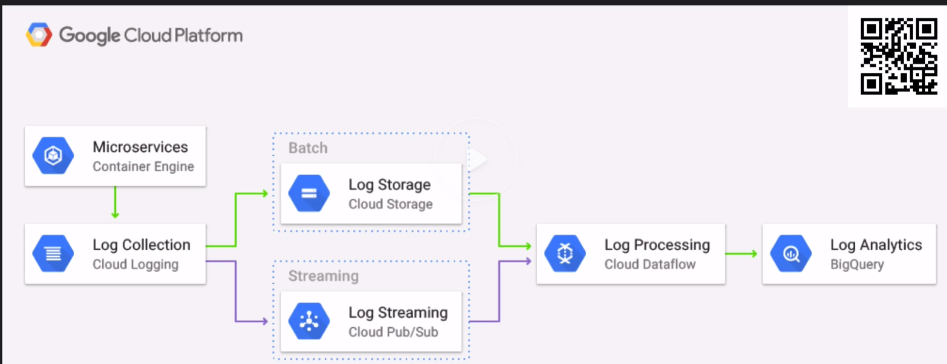 Google Cloud Platform
Microservices
Container Engine
Log Collection
Cloud Logging
Batch
Log Storage
Cloud Storage
Streaming
Log Streaming
Cloud Pub/Sub
Log Processing
Cloud Dataflow
Log Analytics
BigQuery